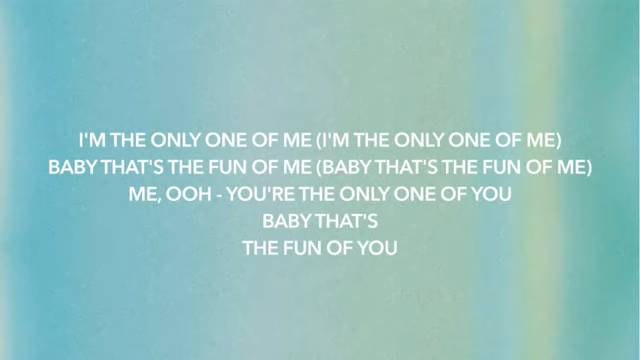 I'M THE ONLY ONE OF ME (I'M THE ONLY ONE OF ME)
BABY THAT'S THE FUN OF ME (BABY THAT'S THE FUN OF ME)
ME, OOH - YOU'RE THE ONLY ONE OF YOU
BABY THAT'S
THE FUN OF YOU